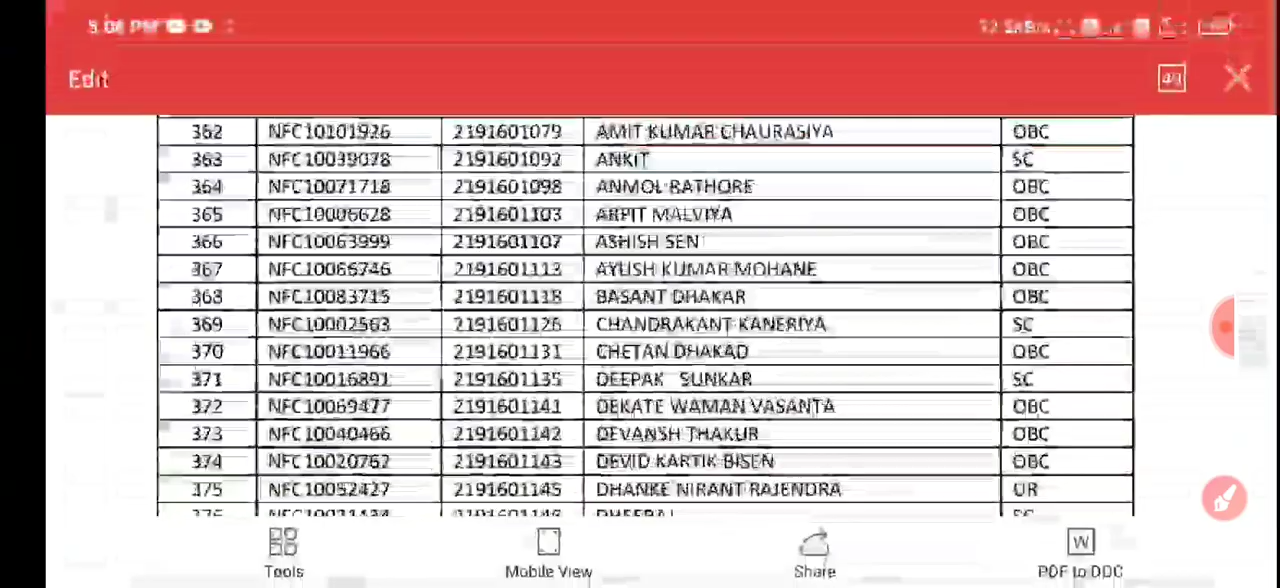 5:06 PM
Edit
362 NFC10101926 2191601079 AMIT KUMAR CHAURASIYA OBC
363 NFC10039078 2191601092 ANKIT SC
364 NFC10071718 2191601098 ANMOL RATHORE OBC
365 NFC10006628 2191601103 ARPIT MALVIYA OBC
366 NFC10063999 2191601107 ASHISH SEN OBC
367 NFC10066746 2191601113 AYUSH KUMAR MOHANE OBC
368 NFC10083715 2191601118 BASANT DHAKAR OBC
369 NFC10002563 2191601126 CHANDRAKANT KANERIYA SC
370 NFC10011966 2191601131 CHETAN DHAKAD OBC
371 NFC10016891 2191601135 DEEPAK SUNKAR SC
372 NFC10069477 2191601141 DEKATE WAMAN VASANTA OBC
373 NFC10040466 2191601142 DEVANSH THAKUR OBC
374 NFC10020762 2191601143 DEVID KARTIK BISEN OBC
375 NFC10052427 2191601145 DHANKE NIRANT RAJENDRA UR
Tools Mobile View Share PDF to DOC